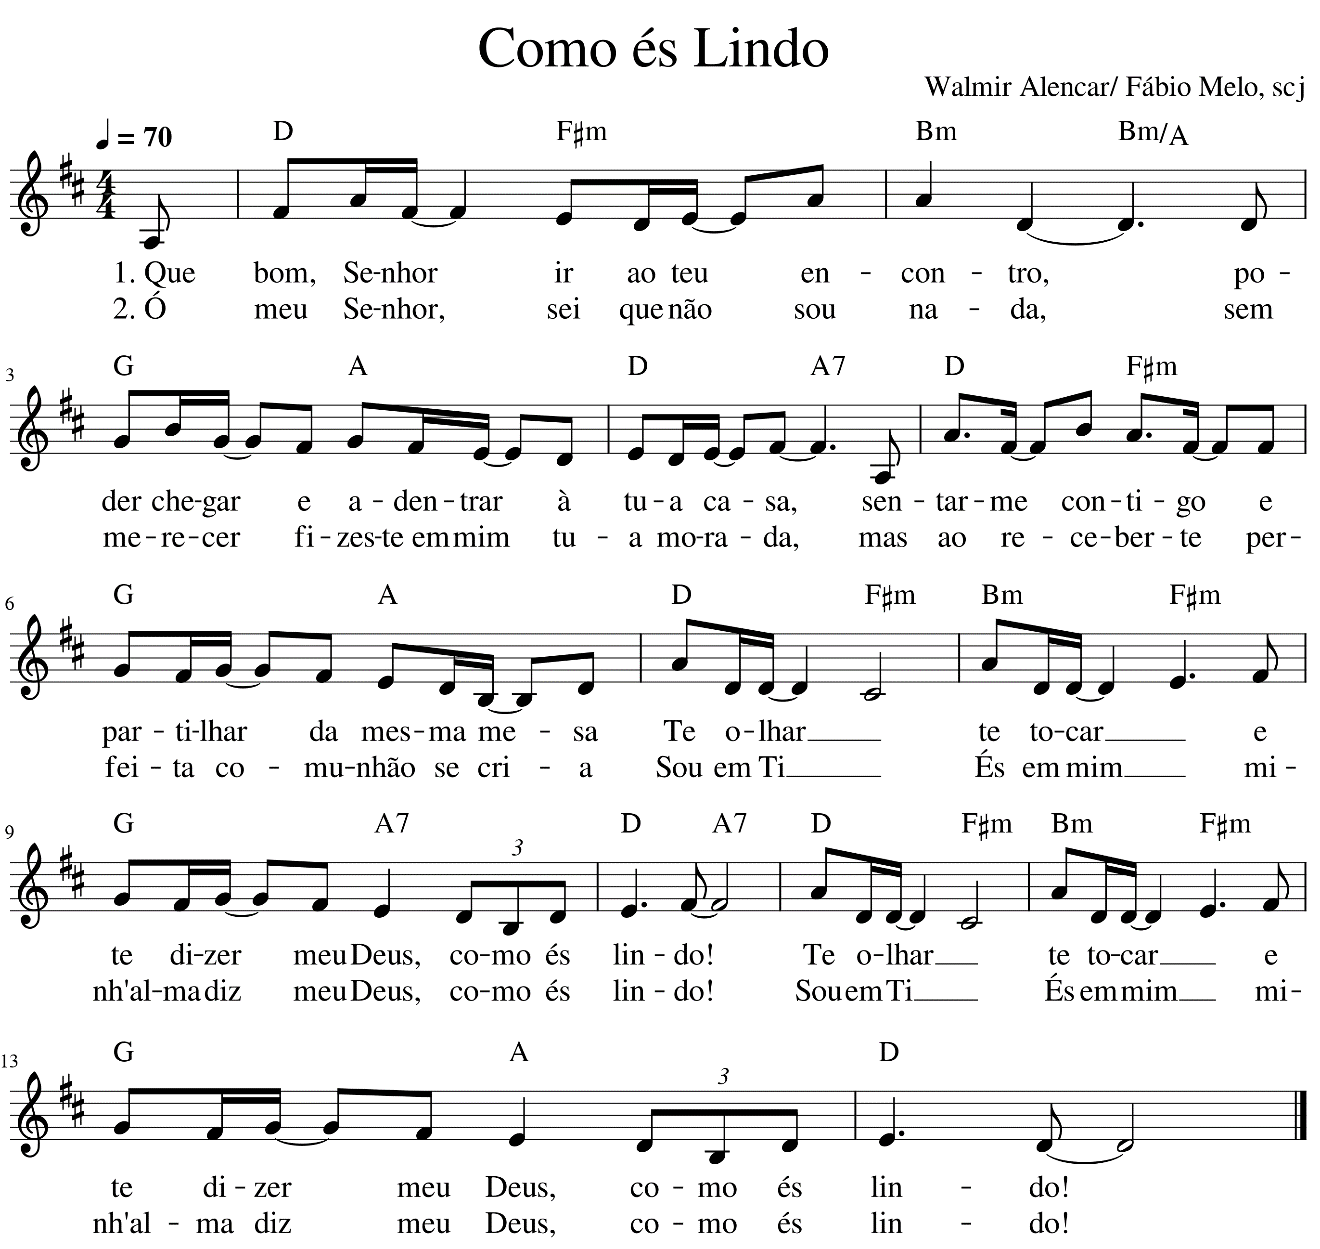 Como és Lindo
Walmir Alencar/ Fábio Melo, scj
♩ = 70 D F♯m Bm Bm/A
4/4
1. Que bom, Se-nhor ir ao teu en-con-tro, po-
2. Ó meu Se-nhor, sei que não sou na-da, sem
3 G A D A7 D F♯m
der che-gar e a-den-trar à tu-a ca-sa, sen-tar-me con-ti-go e
me-re-cer fi-zes-te em mim tu-a mo-ra-da, mas ao re-ce-ber-te per-
6 G A D F♯m Bm F♯m
par-ti-lhar da mes-ma me-sa Te o-lhar te to-car e
fei-ta co-mu-nhão se cri-a Sou em Ti És em mim mi-
9 G A7 D A7 D F♯m Bm F♯m
3
te di-zer meu Deus, co-mo és lin-do! Te o-lhar te to-car e
nh'al-ma diz meu Deus, co-mo és lin-do! Sou em Ti És em mim mi-
13 G A D
3
te di-zer meu Deus, co-mo és lin-do!
nh'al-ma diz meu Deus, co-mo és lin-do!